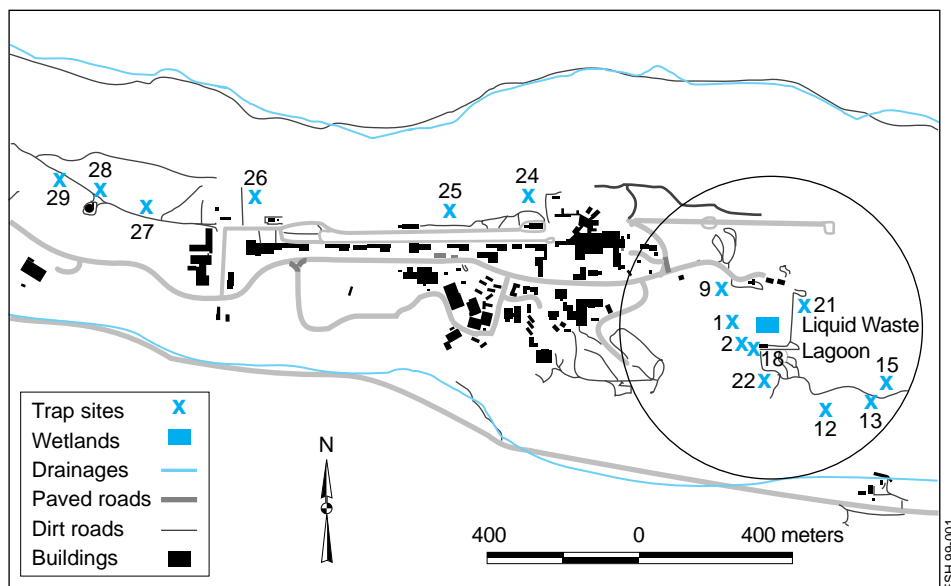 28
26
24
25
29
27
9
21
1
Liquid Waste
2
18
Lagoon
22
15
12
13
Trap sites
Wetlands
Drainages
Paved roads
Dirt roads
Buildings
N
400 0 400 meters